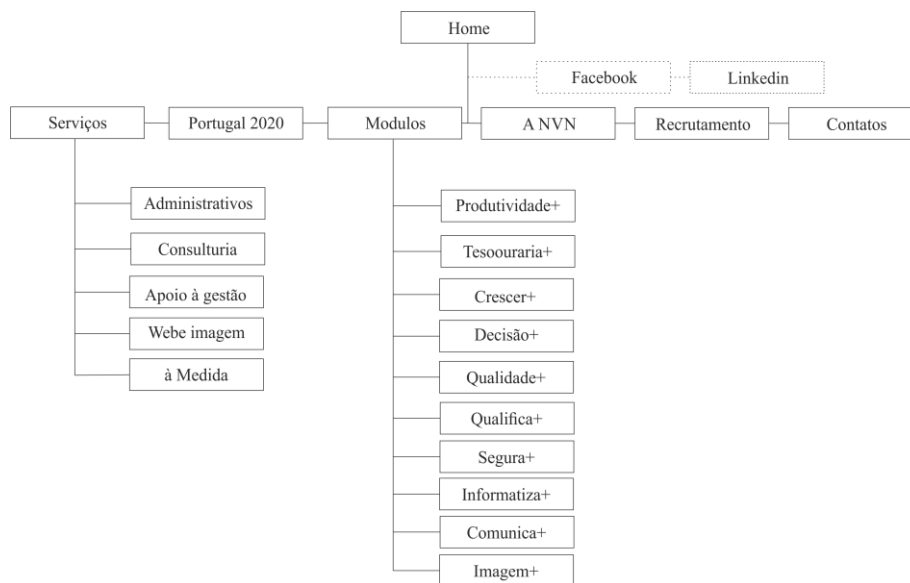 Home
Facebook
Linkedin
Serviços
Portugal 2020
Modulos
A NVN
Recrutamento
Contatos
Administrativos
Consulturia
Apoio à gestão
Webe imagem
à Medida
Produtividade+
Tesoouraria+
Crescer+
Decisão+
Qualidade+
Qualifica+
Segura+
Informatiza+
Comunica+
Imagem+